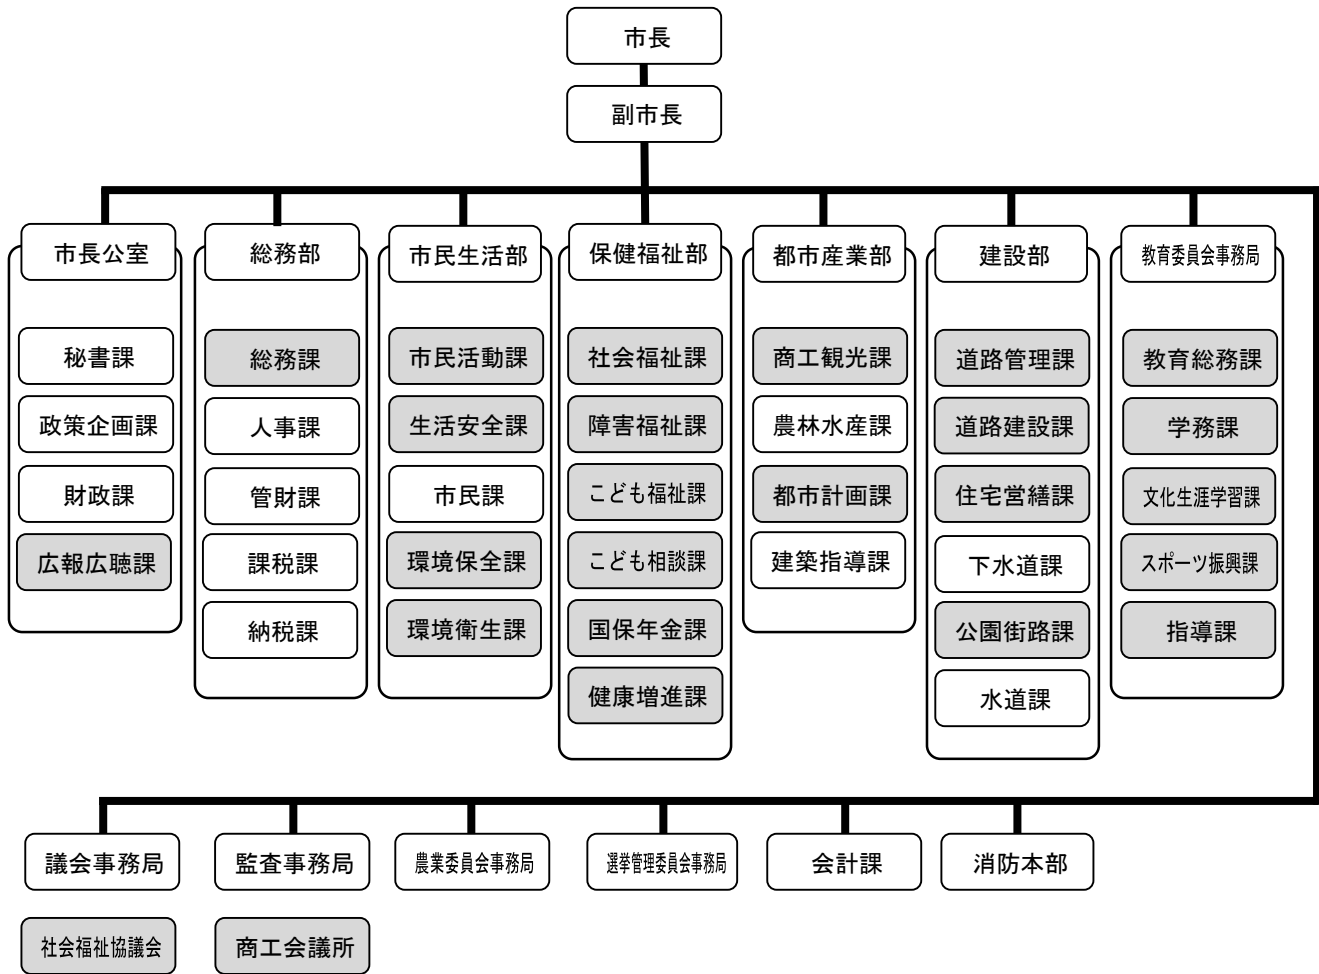 市長
副市長
市長公室
秘書課
政策企画課
財政課
広報広聴課
総務部
総務課
人事課
管財課
課税課
納税課
市民生活部
市民活動課
生活安全課
市民課
環境保全課
環境衛生課
保健福祉部
社会福祉課
障害福祉課
こども福祉課
こども相談課
国保年金課
健康増進課
都市産業部
商工観光課
農林水産課
都市計画課
建築指導課
建設部
道路管理課
道路建設課
住宅営繕課
下水道課
公園街路課
水道課
教育委員会事務局
教育総務課
学務課
文化生涯学習課
スポーツ振興課
指導課
議会事務局
監査事務局
農業委員会事務局
選挙管理委員会事務局
会計課
消防本部
社会福祉協議会
商工会議所